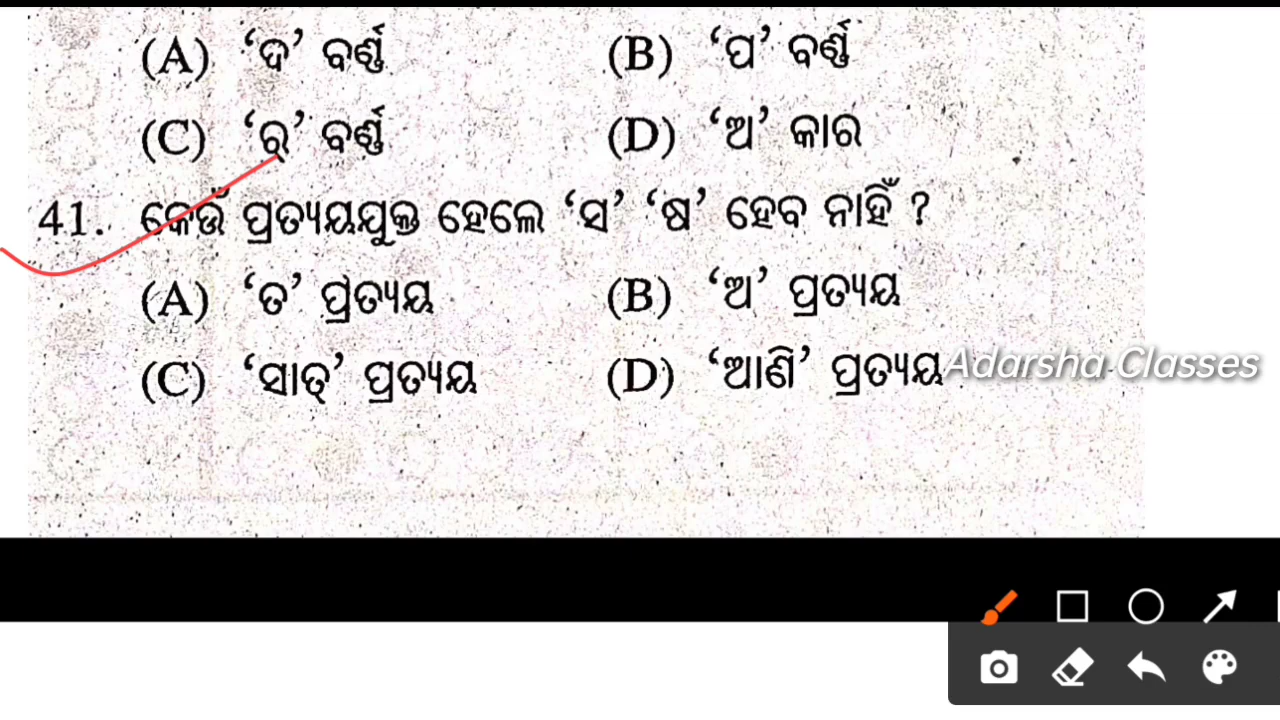 (A) ‘ଦ’ ବର୍ଣ୍ଣ (B) ‘ପ’ ବର୍ଣ୍ଣ
(C) ‘ର୍’ ବର୍ଣ୍ଣ (D) ‘ଅ’ କାର
41. କେଉଁ ପ୍ରତ୍ୟୟଯୁକ୍ତ ହେଲେ ‘ସ’ ‘ଷ’ ହେବ ନାହିଁ ?
(A) ‘ତ’ ପ୍ରତ୍ୟୟ (B) ‘ଅ’ ପ୍ରତ୍ୟୟ
(C) ‘ସାତ୍’ ପ୍ରତ୍ୟୟ (D) ‘ଆଣି’ ପ୍ରତ୍ୟୟ
Adarsha Classes